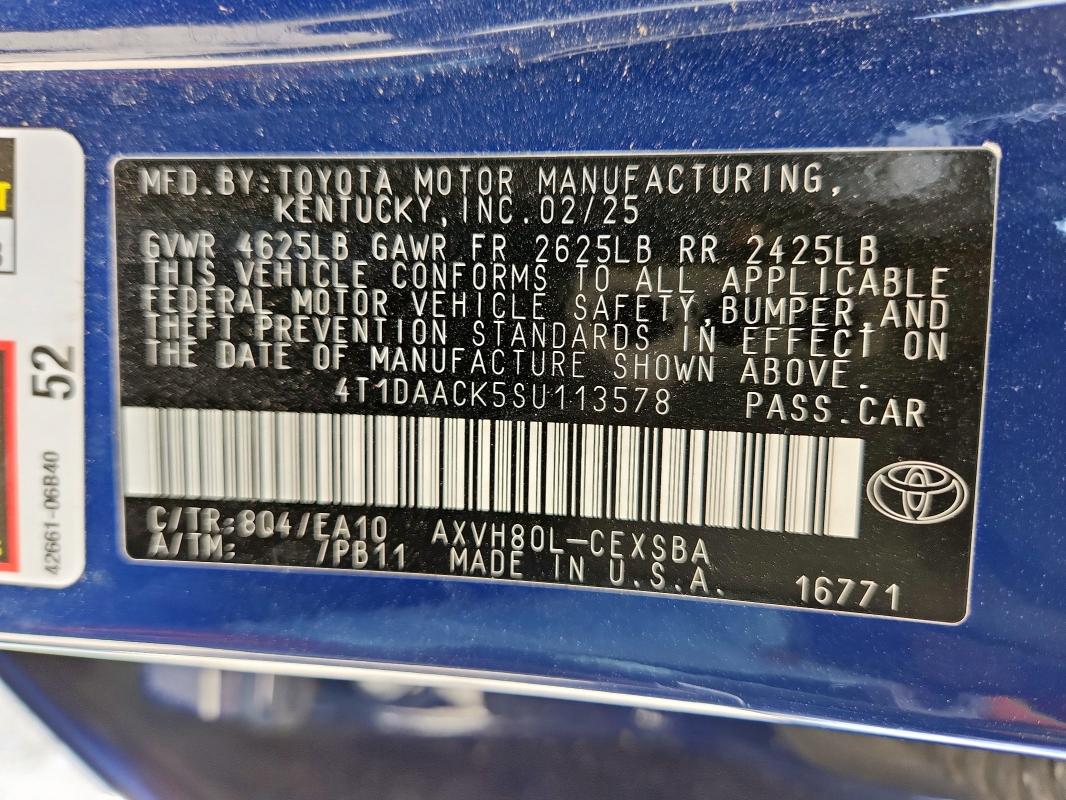 MFD.BY:TOYOTA MOTOR MANUFACTURING,
KENTUCKY,INC.02/25
GVWR 4625LB GAWR FR 2625LB RR 2425LB
THIS VEHICLE CONFORMS TO ALL APPLICABLE
FEDERAL MOTOR VEHICLE SAFETY,BUMPER,AND
THEFT PREVENTION STANDARDS IN EFFECT ON
THE DATE OF MANUFACTURE SHOWN ABOVE.
4T1DAACK5SU113578 PASS.CAR
C/TR:8Q4/EA10 AXVH80L-CEXSBA
A/TM: /PB11 MADE IN U.S.A. 16771
52
42661-06B40